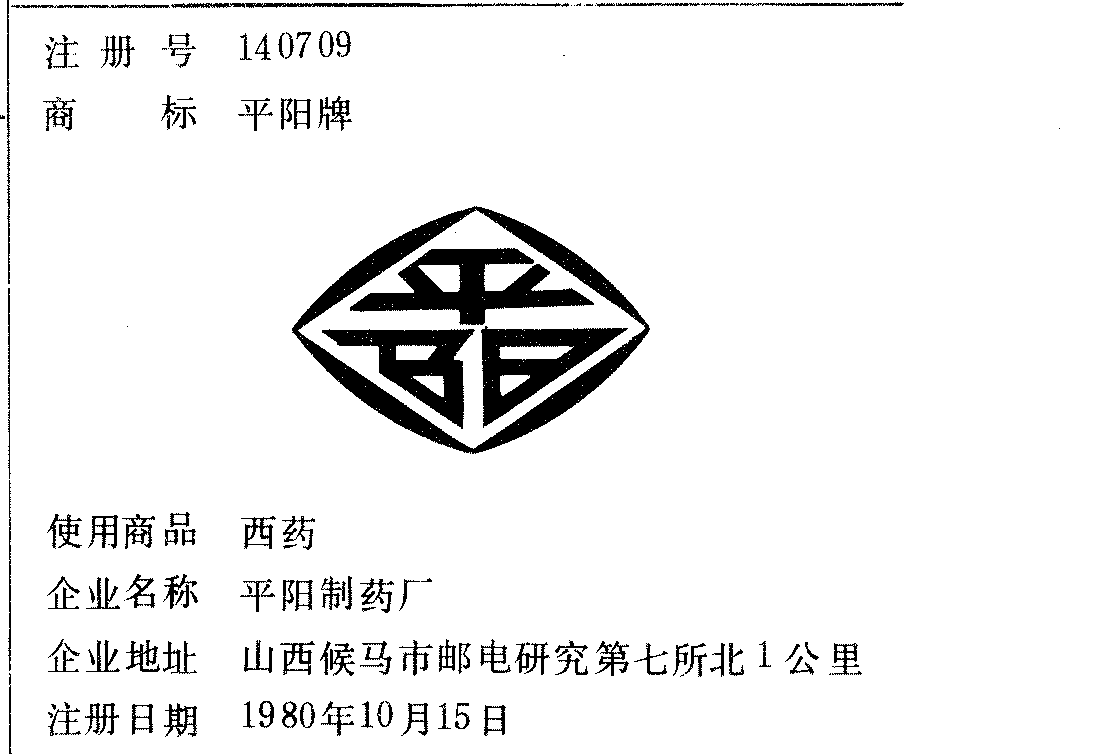 注册号 140709
商标 平阳牌
平
阳
使用商品 西药
企业名称 平阳制药厂
企业地址 山西候马市邮电研究第七所北1公里
注册日期 1980年10月15日